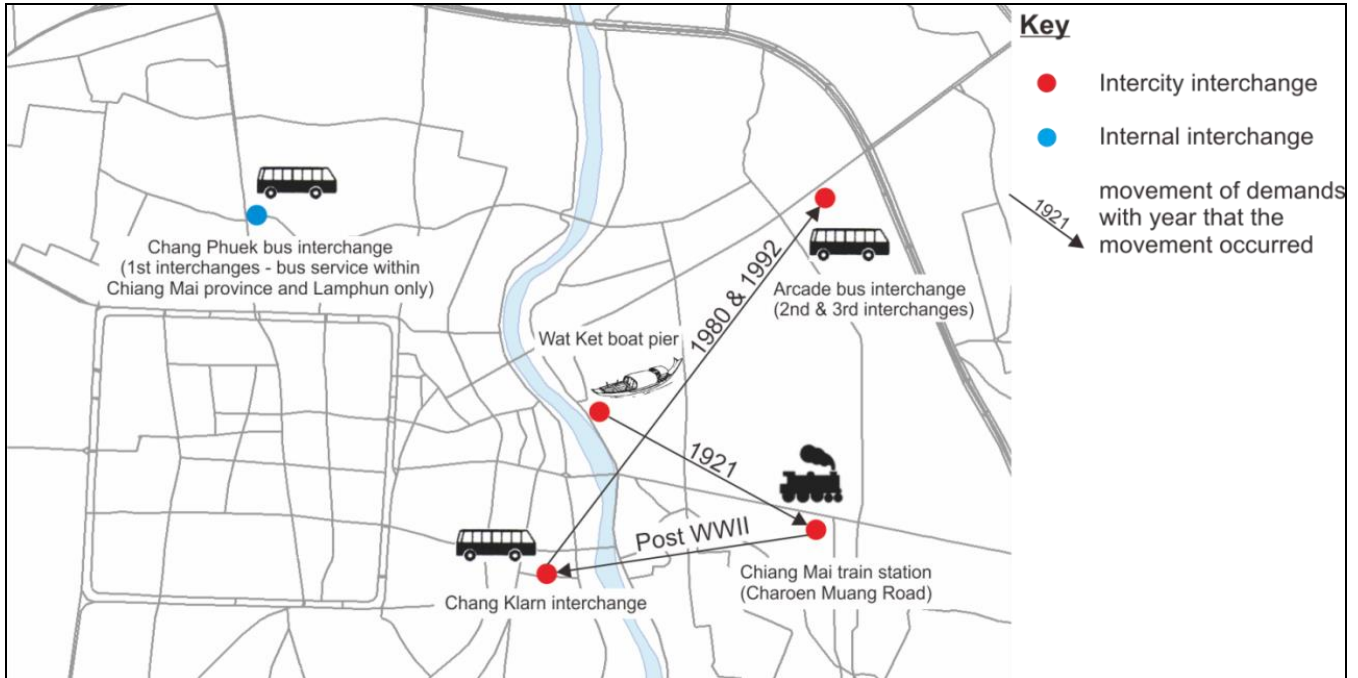 Key
Intercity interchange
Internal interchange
1921
movement of demands
with year that the
movement occurred
Chang Phuek bus interchange
(1st interchanges - bus service within
Chiang Mai province and Lamphun only)
Arcade bus interchange
(2nd & 3rd interchanges)
1980 & 1992
Wat Ket boat pier
1921
Post WWII
Chiang Mai train station
(Charoen Muang Road)
Chang Klarn interchange